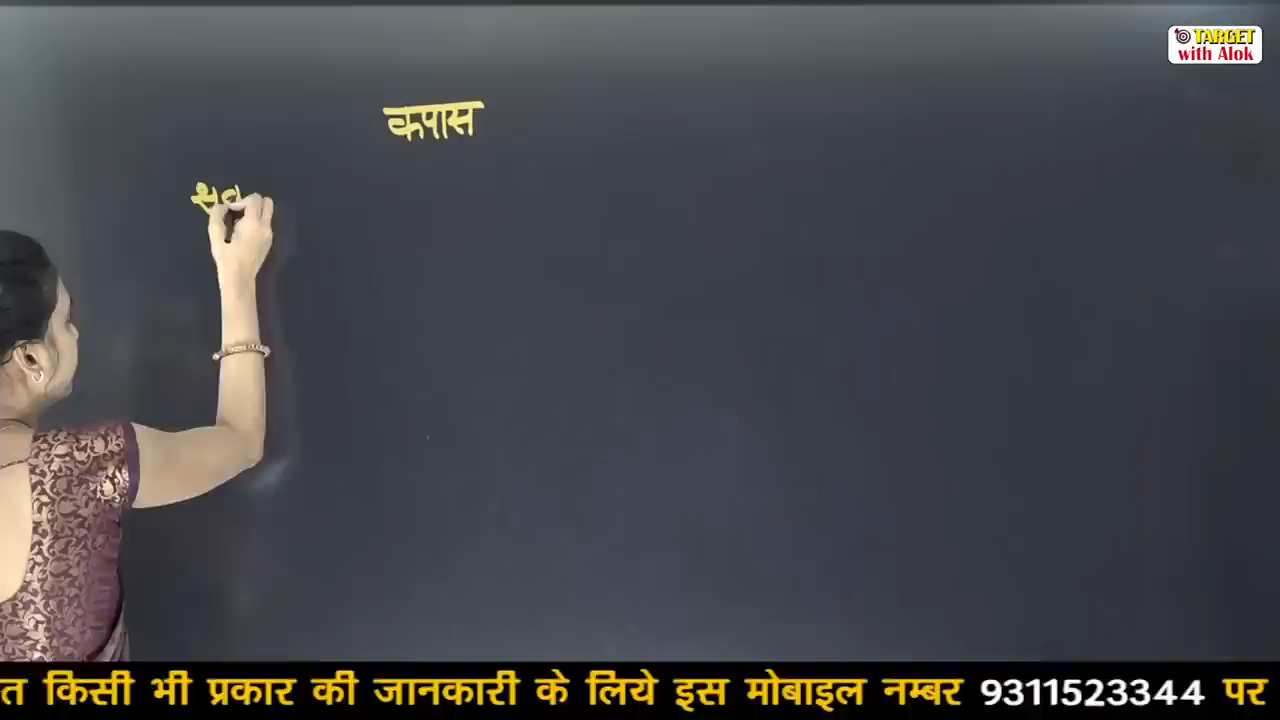 TARGET
with Alok
कपास
त किसी भी प्रकार की जानकारी के लिये इस मोबाइल नम्बर 9311523344 पर